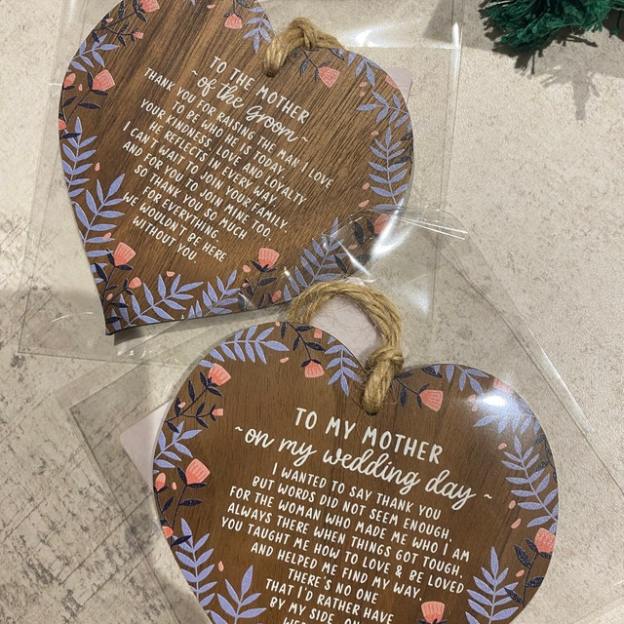 TO THE MOTHER
~of the groom~
THANK YOU FOR RAISING THE MAN I LOVE
TO BE WHO HE IS TODAY.
YOUR KINDNESS, LOVE AND LOYALTY
HE REFLECTS IN EVERY WAY.
I CAN'T WAIT TO JOIN YOUR FAMILY.
AND FOR YOU TO JOIN MINE TOO.
SO THANK YOU SO MUCH
FOR EVERYTHING.
WE WOULDN'T BE HERE
WITHOUT YOU.
TO MY MOTHER
~on my wedding day~
I WANTED TO SAY THANK YOU
BUT WORDS DID NOT SEEM ENOUGH,
FOR THE WOMAN WHO MADE ME WHO I AM
ALWAYS THERE WHEN THINGS GOT TOUGH.
YOU TAUGHT ME HOW TO LOVE & BE LOVED
AND HELPED ME FIND MY WAY,
THERE'S NO ONE
THAT I'D RATHER HAVE
BY MY SIDE ON